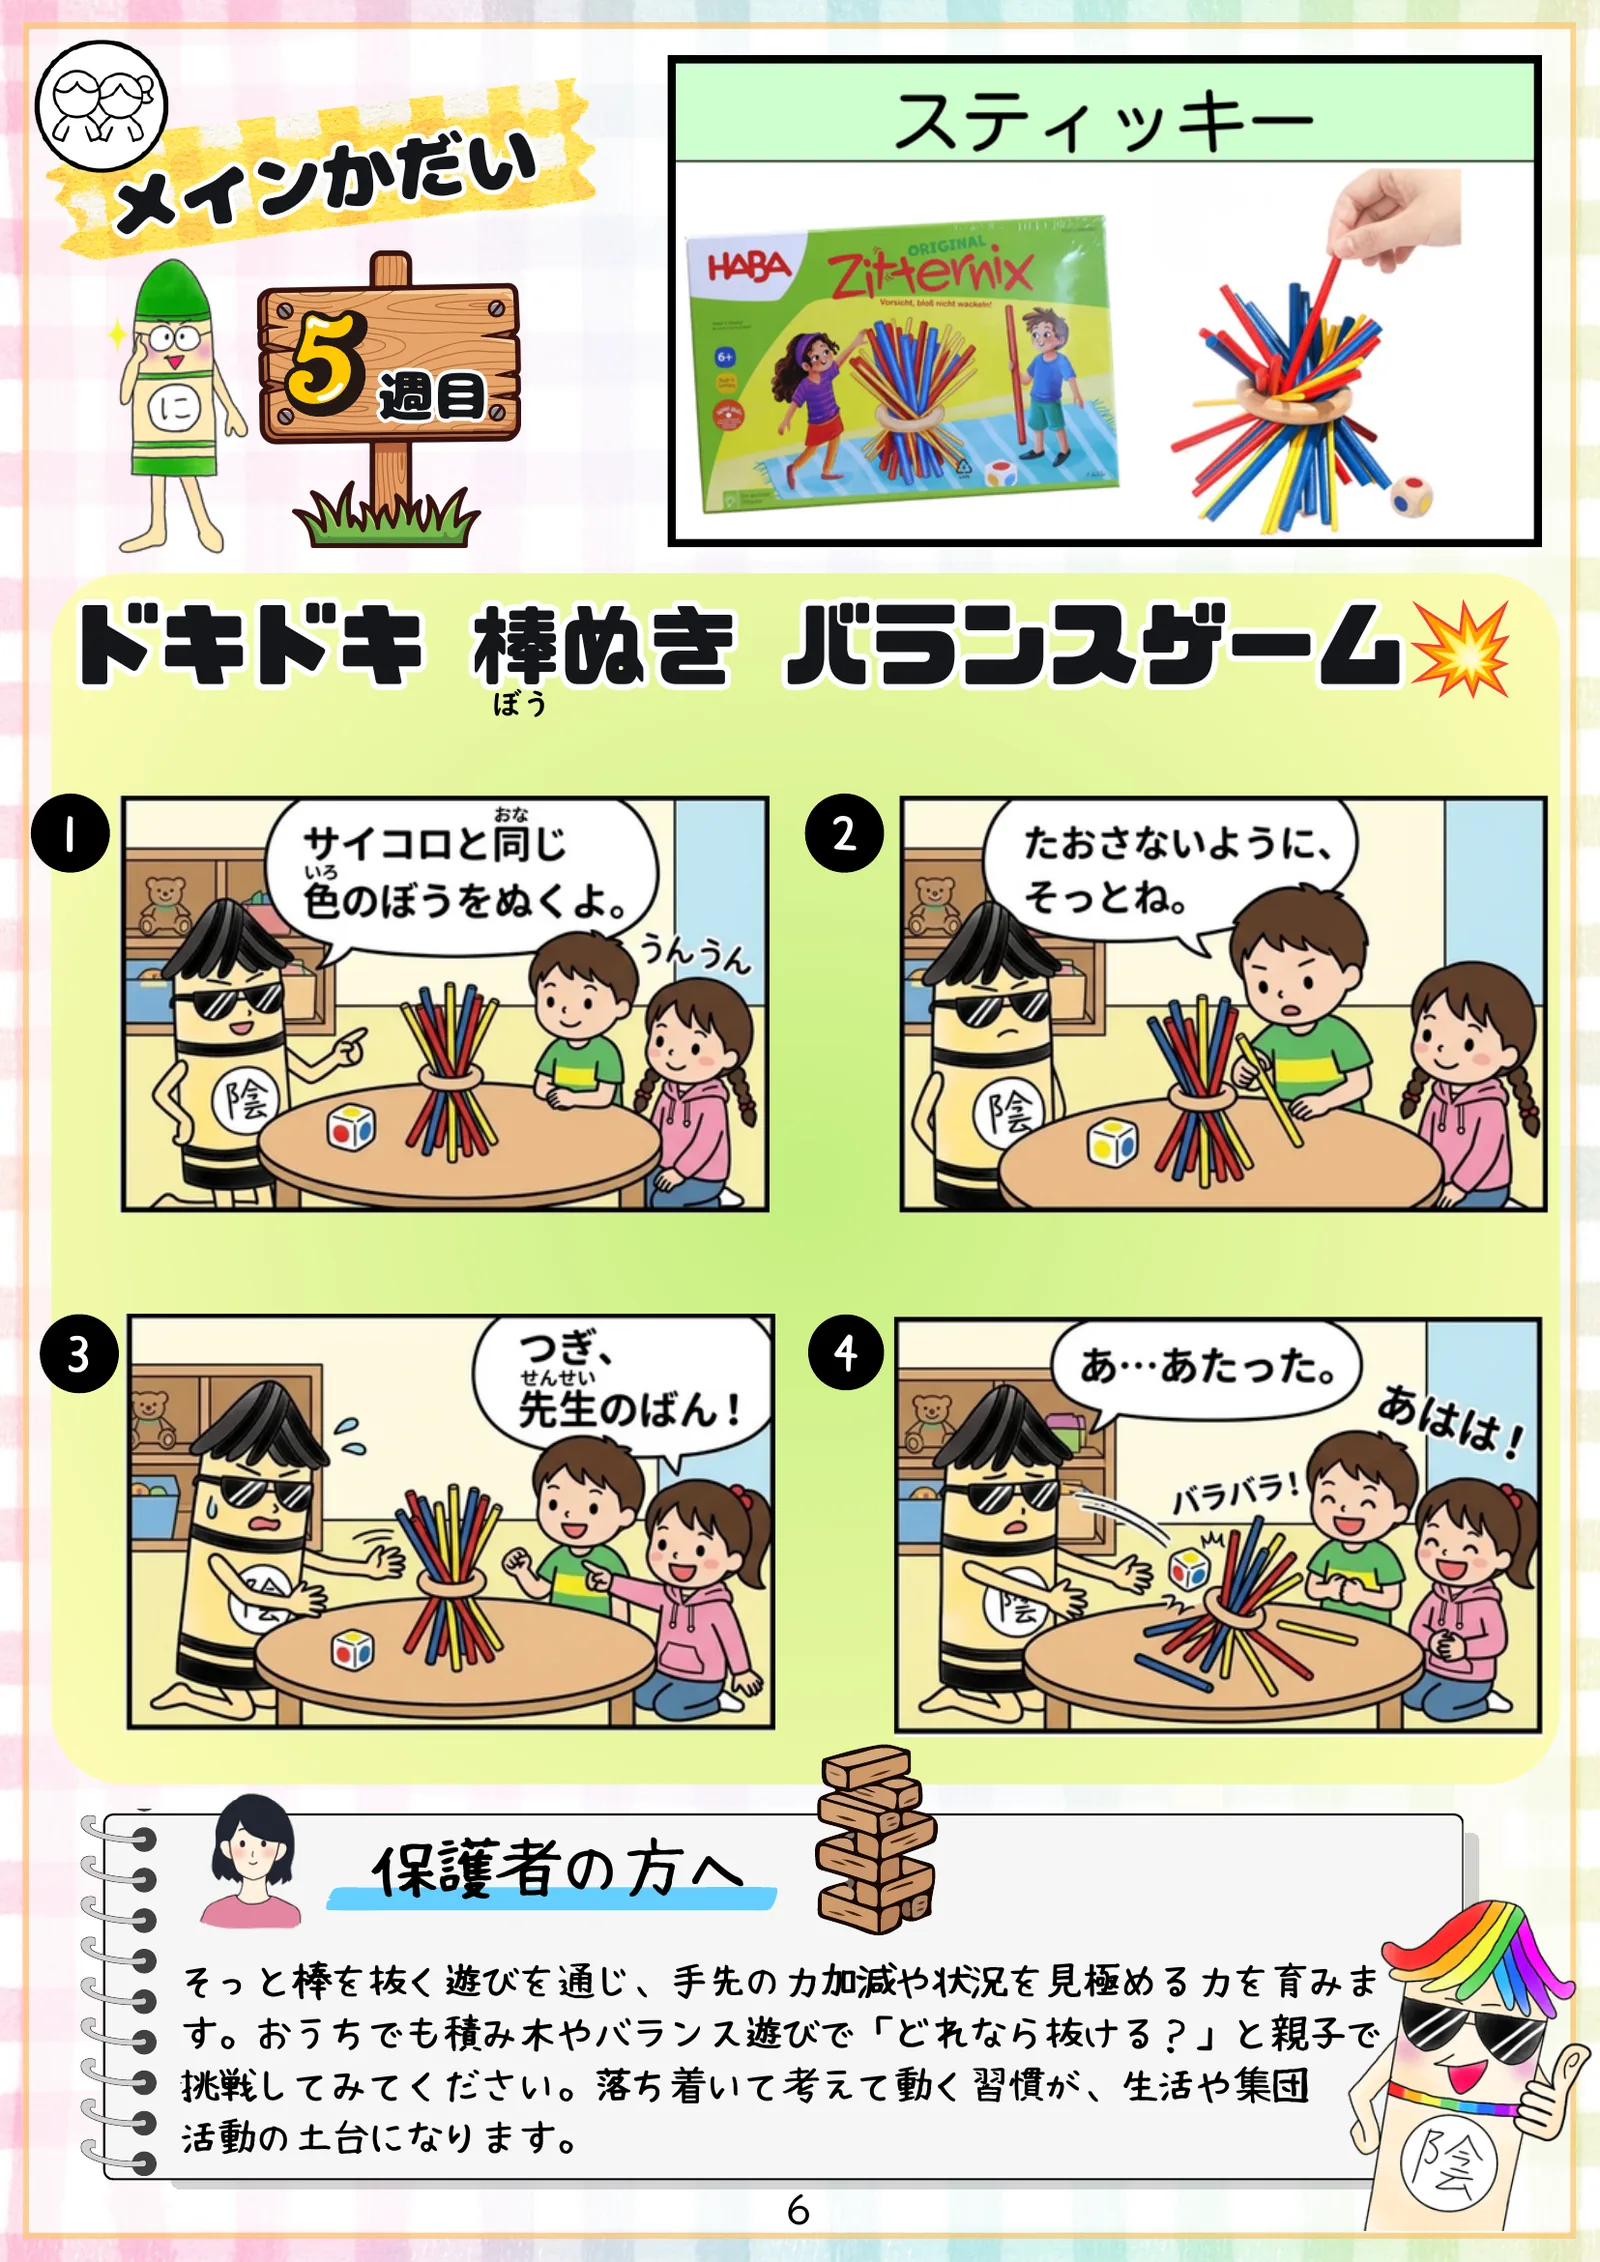 メインかだい
に
5週目
スティッキー
HABA
ORIGINAL
Zitternix
Vorsicht, bloß nicht wackeln!
6+
ドキドキ 棒ぬき バランスゲーム
ぼう
1
おな
サイコロと同じ
いろ
色のぼうをぬくよ。
うんうん
陰
2
たおさないように、
そっとね。
陰
3
つぎ、
せんせい
先生のばん！
陰
4
あ…あたった。
あはは！
バラバラ！
陰
保護者の方へ
そっと棒を抜く遊びを通じ、手先の力加減や状況を見極める力を育みま
す。おうちでも積み木やバランス遊びで「どれなら抜ける？」と親子で
挑戦してみてください。落ち着いて考えて動く習慣が、生活や集団
活動の土台になります。
陰
6